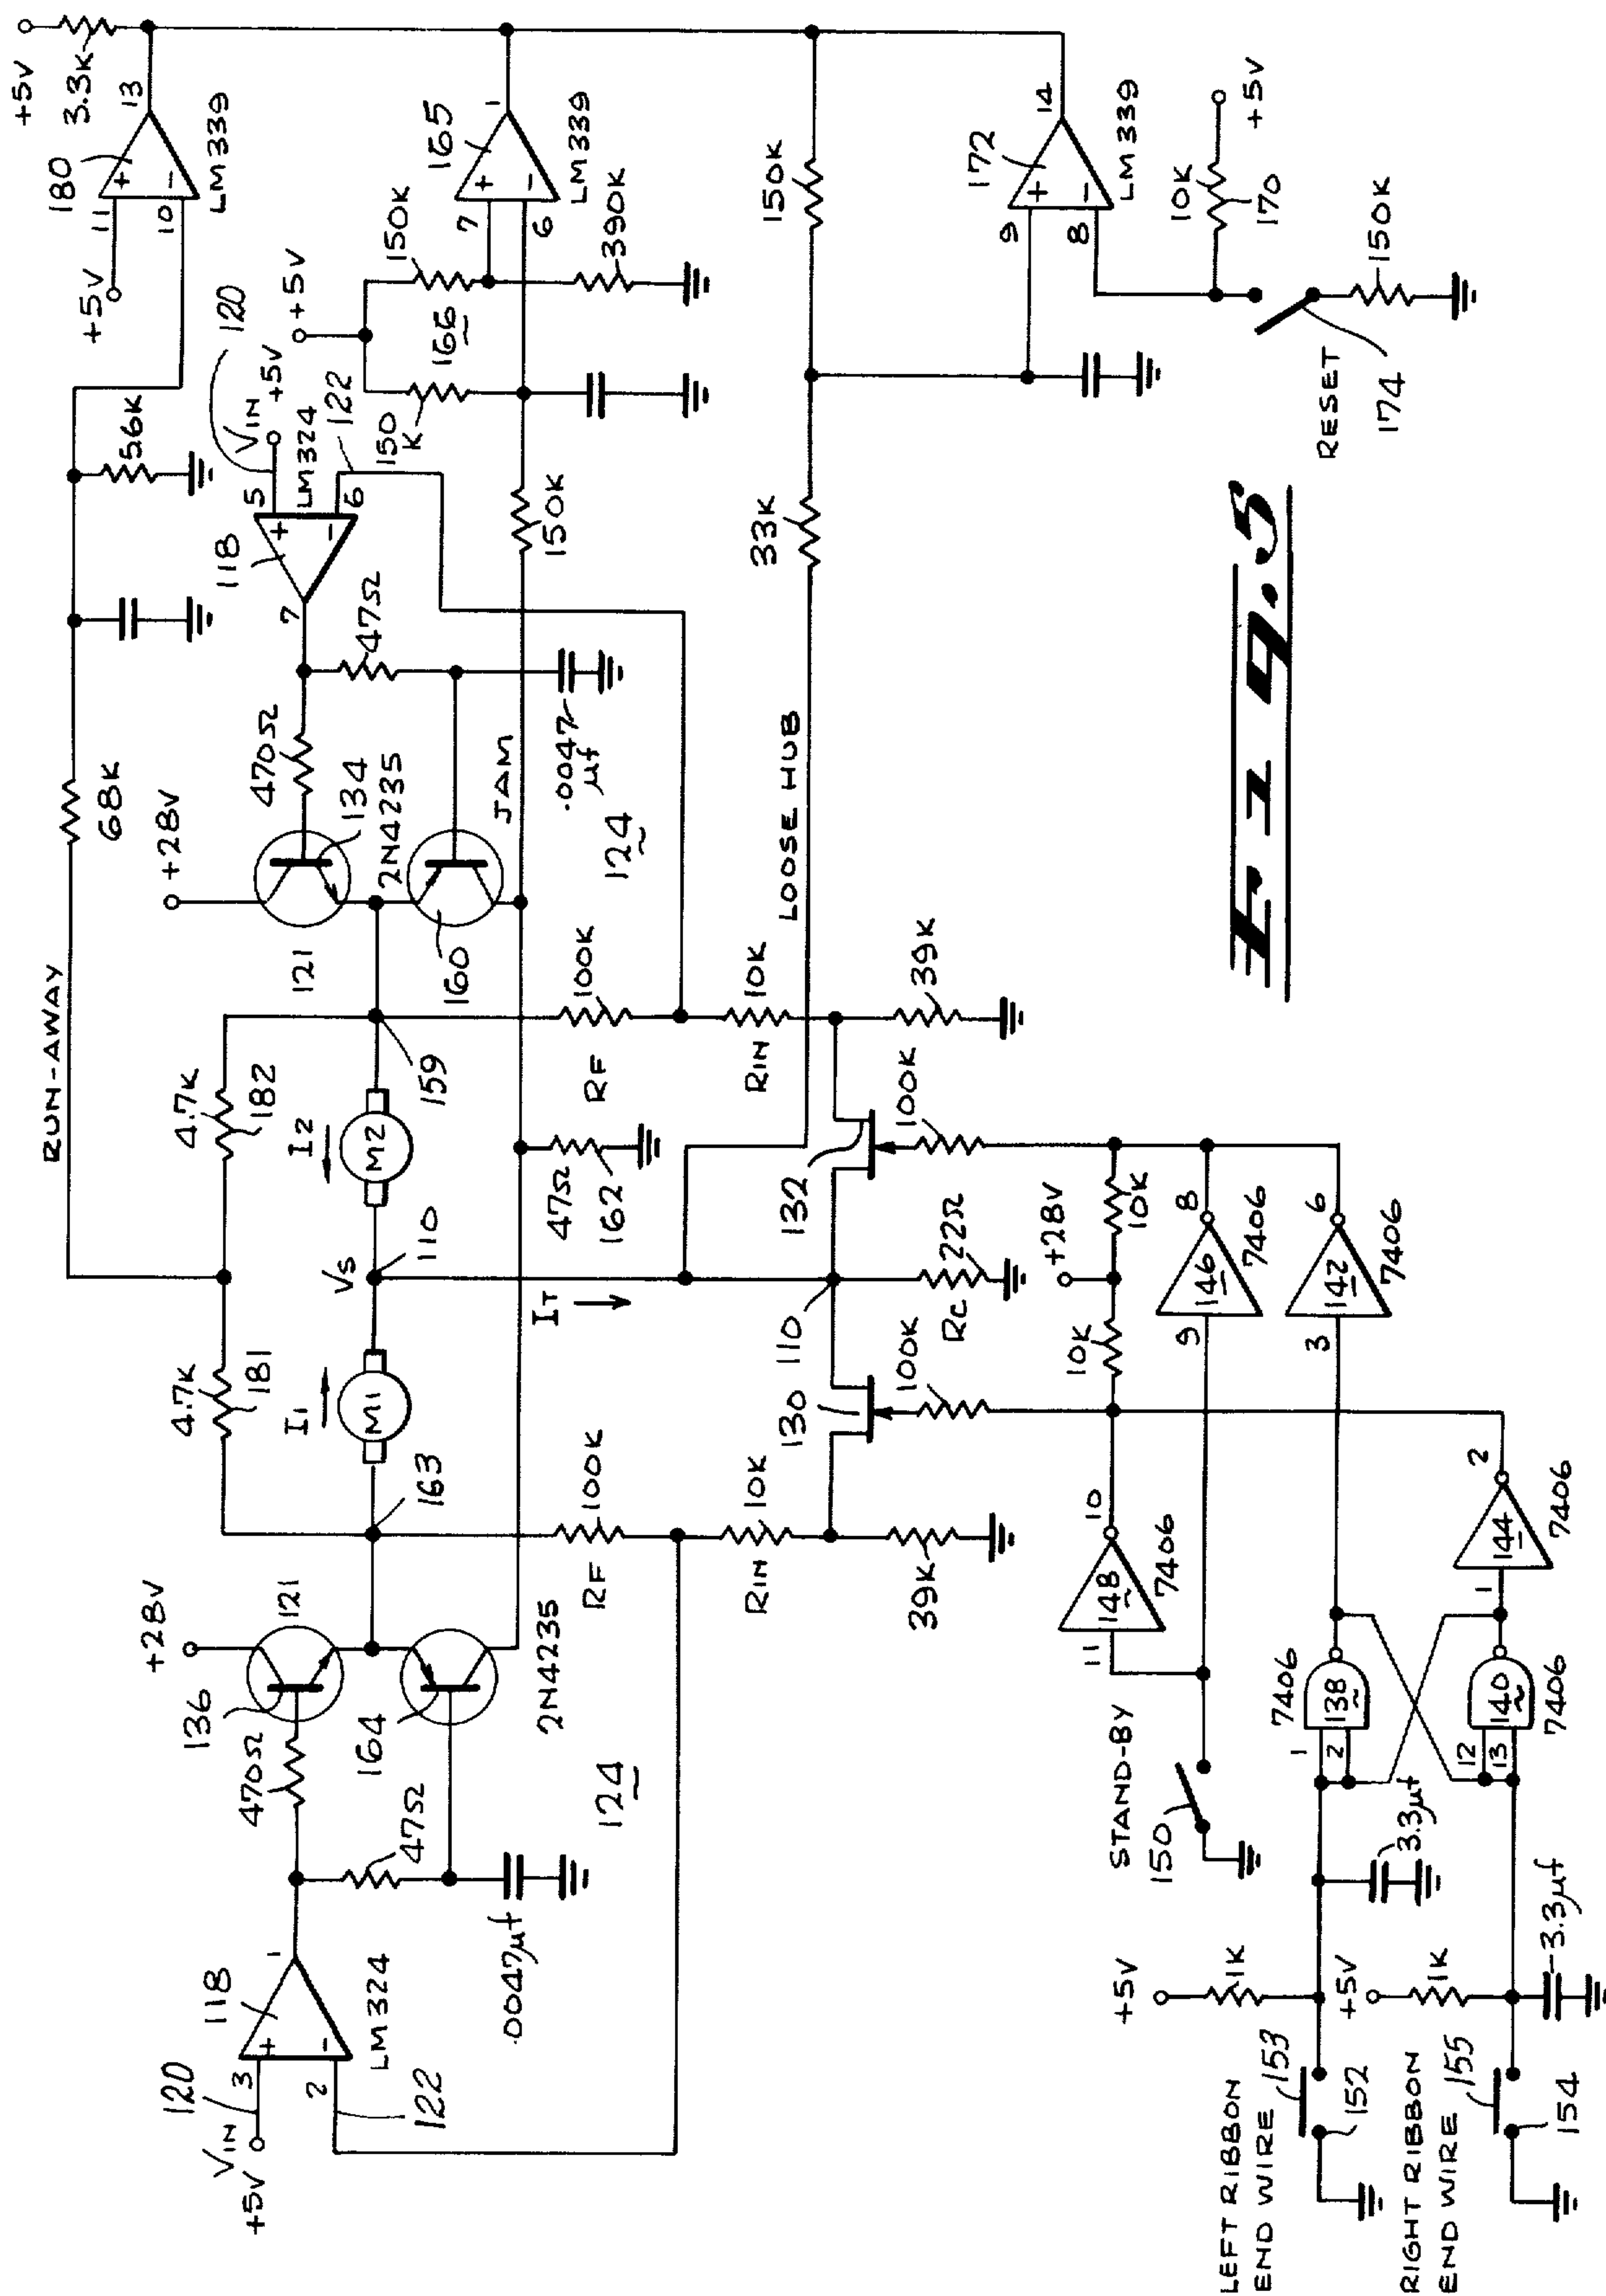 +5V
3.3K
180
13
11
+
-
10
+5V
LM339
165
1
7
+
-
6
LM339
150K
390K
+5V
166
150
K
120
VIN
+5V
122
LM324
5
+
-
6
118
7
56K
68K
RUN-AWAY
47Ω
470Ω
.0047
μf
134
2N4235
+28V
121
160
JAM
124
150K
LOOSE HUB
33K
150K
172
14
9
+
-
8
LM339
10K
170
+5V
150K
RESET
174
4.7K
182
I2
M2
159
100K
RF
10K
RIN
39K
47Ω
162
VS
110
IT
4.7K
181
I1
M1
163
132
100K
110
22Ω
RC
130
100K
+28V
10K
10K
8
146
7406
9
6
142
7406
3
100K
RF
10K
RIN
39K
10
148
7406
11
2
144
7406
1
+28V
121
136
470Ω
164
2N4235
124
47Ω
.0047μf
118
1
LM324
3
+
-
2
120
VIN
+5V
122
STAND-BY
150
7406
138
1
2
140
7406
12
13
3.3μf
3.3μf
+5V
1K
+5V
1K
LEFT RIBBON
END WIRE
153
152
RIGHT RIBBON
END WIRE
155
154
Fig. 5